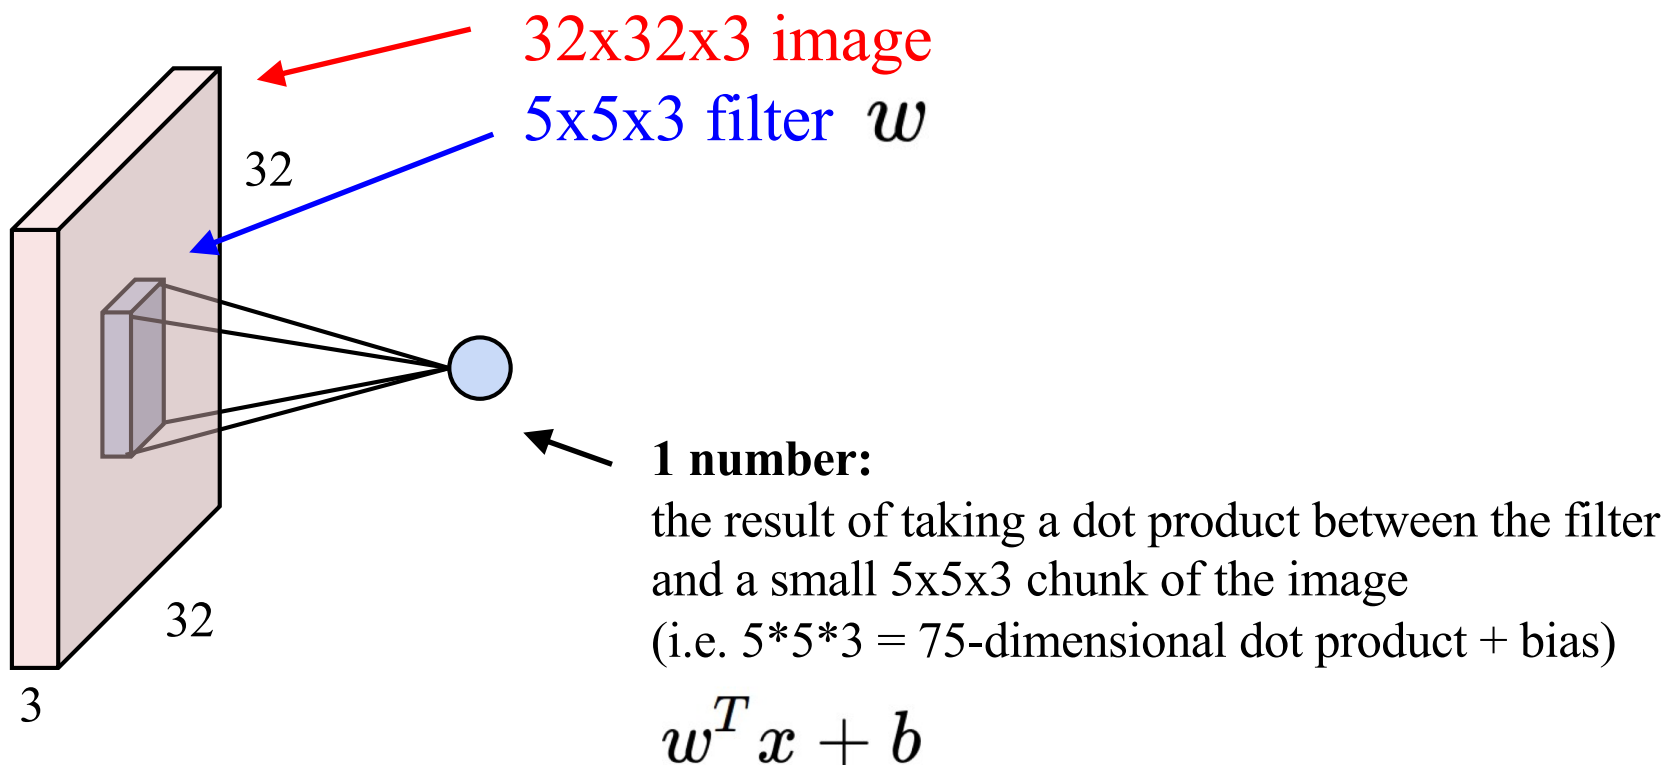 32x32x3 image
5x5x3 filter w
32
32
3
1 number:
the result of taking a dot product between the filter
and a small 5x5x3 chunk of the image
(i.e. 5*5*3 = 75-dimensional dot product + bias)
w^T x + b